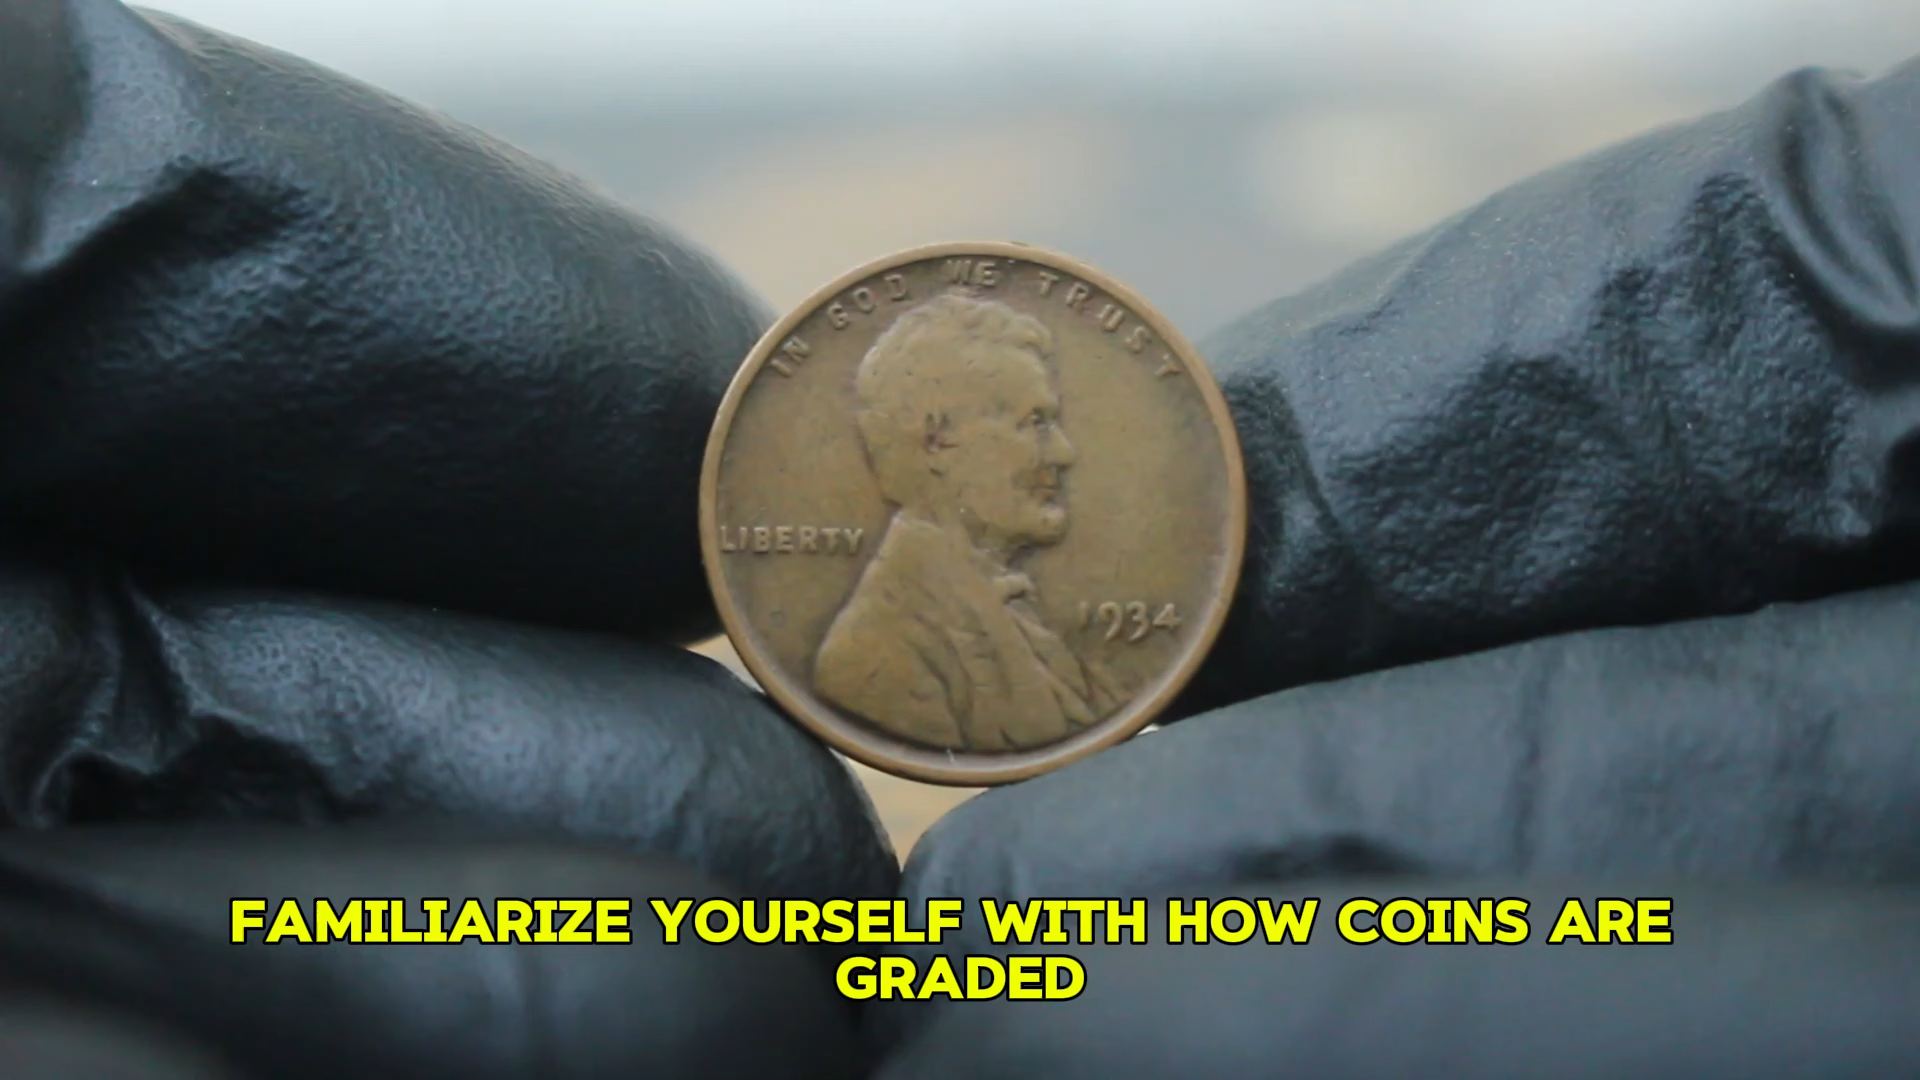 IN GOD WE TRUST
LIBERTY
1934
FAMILIARIZE YOURSELF WITH HOW COINS ARE
GRADED